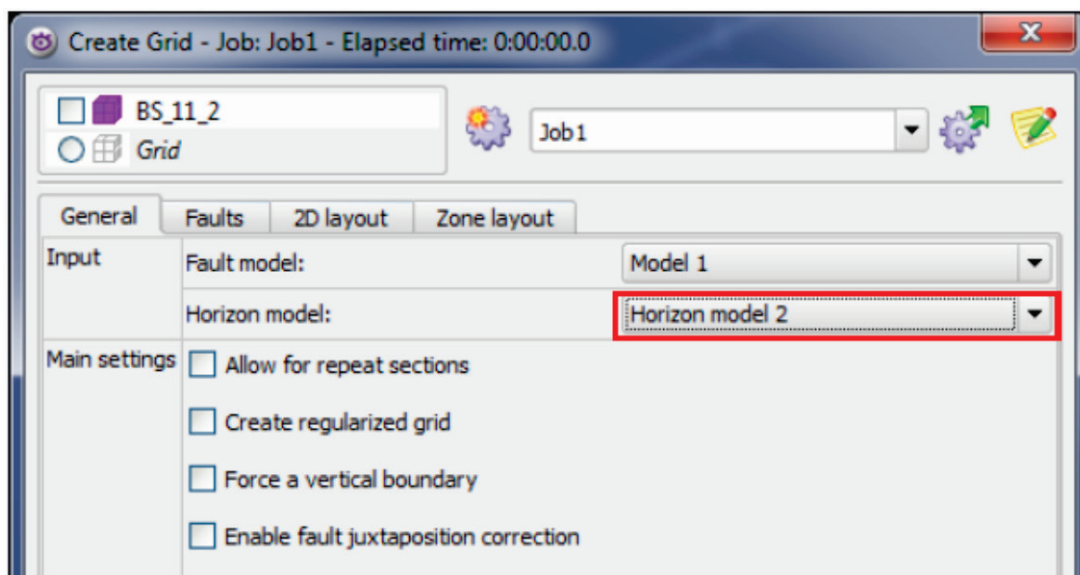 Create Grid - Job: Job1 - Elapsed time: 0:00:00.0
BS_11_2
Grid
Job1
General Faults 2D layout Zone layout
Input Fault model: Model 1
Horizon model: Horizon model 2
Main settings Allow for repeat sections
Create regularized grid
Force a vertical boundary
Enable fault juxtaposition correction